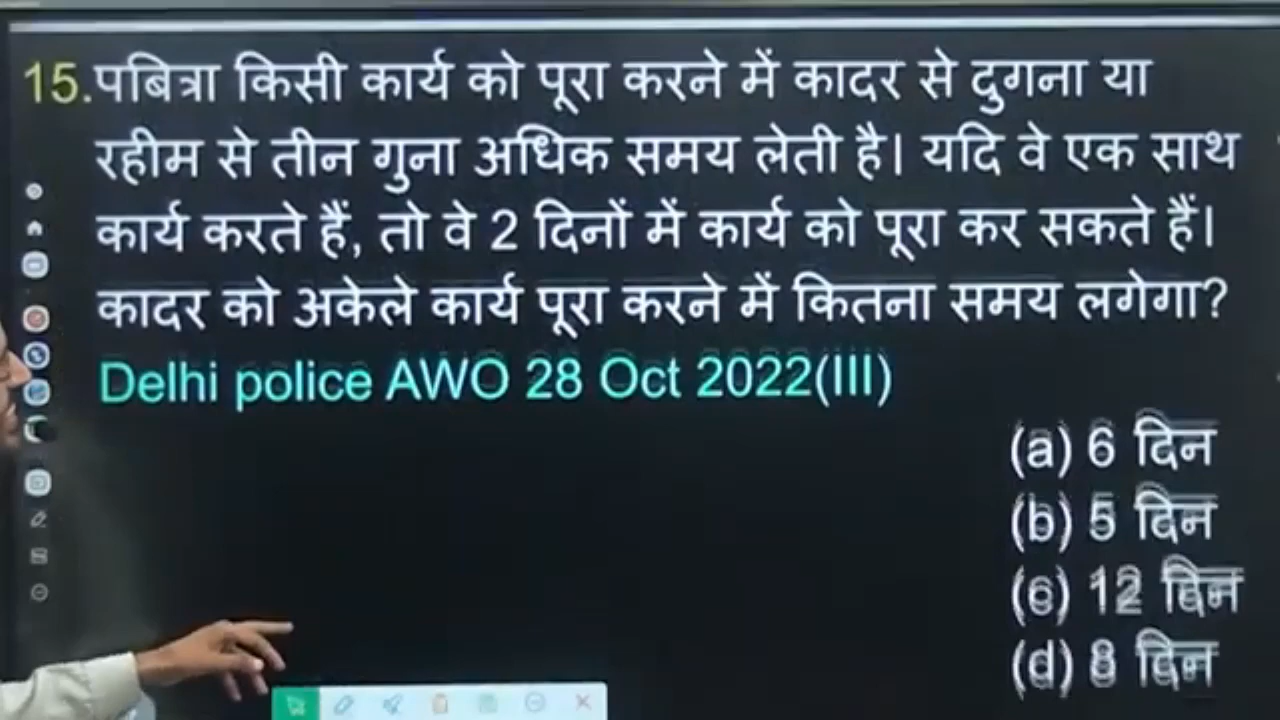 15.पबित्रा किसी कार्य को पूरा करने में कादर से दुगना या
रहीम से तीन गुना अधिक समय लेती है। यदि वे एक साथ
कार्य करते हैं, तो वे 2 दिनों में कार्य को पूरा कर सकते हैं।
कादर को अकेले कार्य पूरा करने में कितना समय लगेगा?
Delhi police AWO 28 Oct 2022(III)
(a) 6 दिन
(b) 5 दिन
(c) 12 दिन
(d) 8 दिन